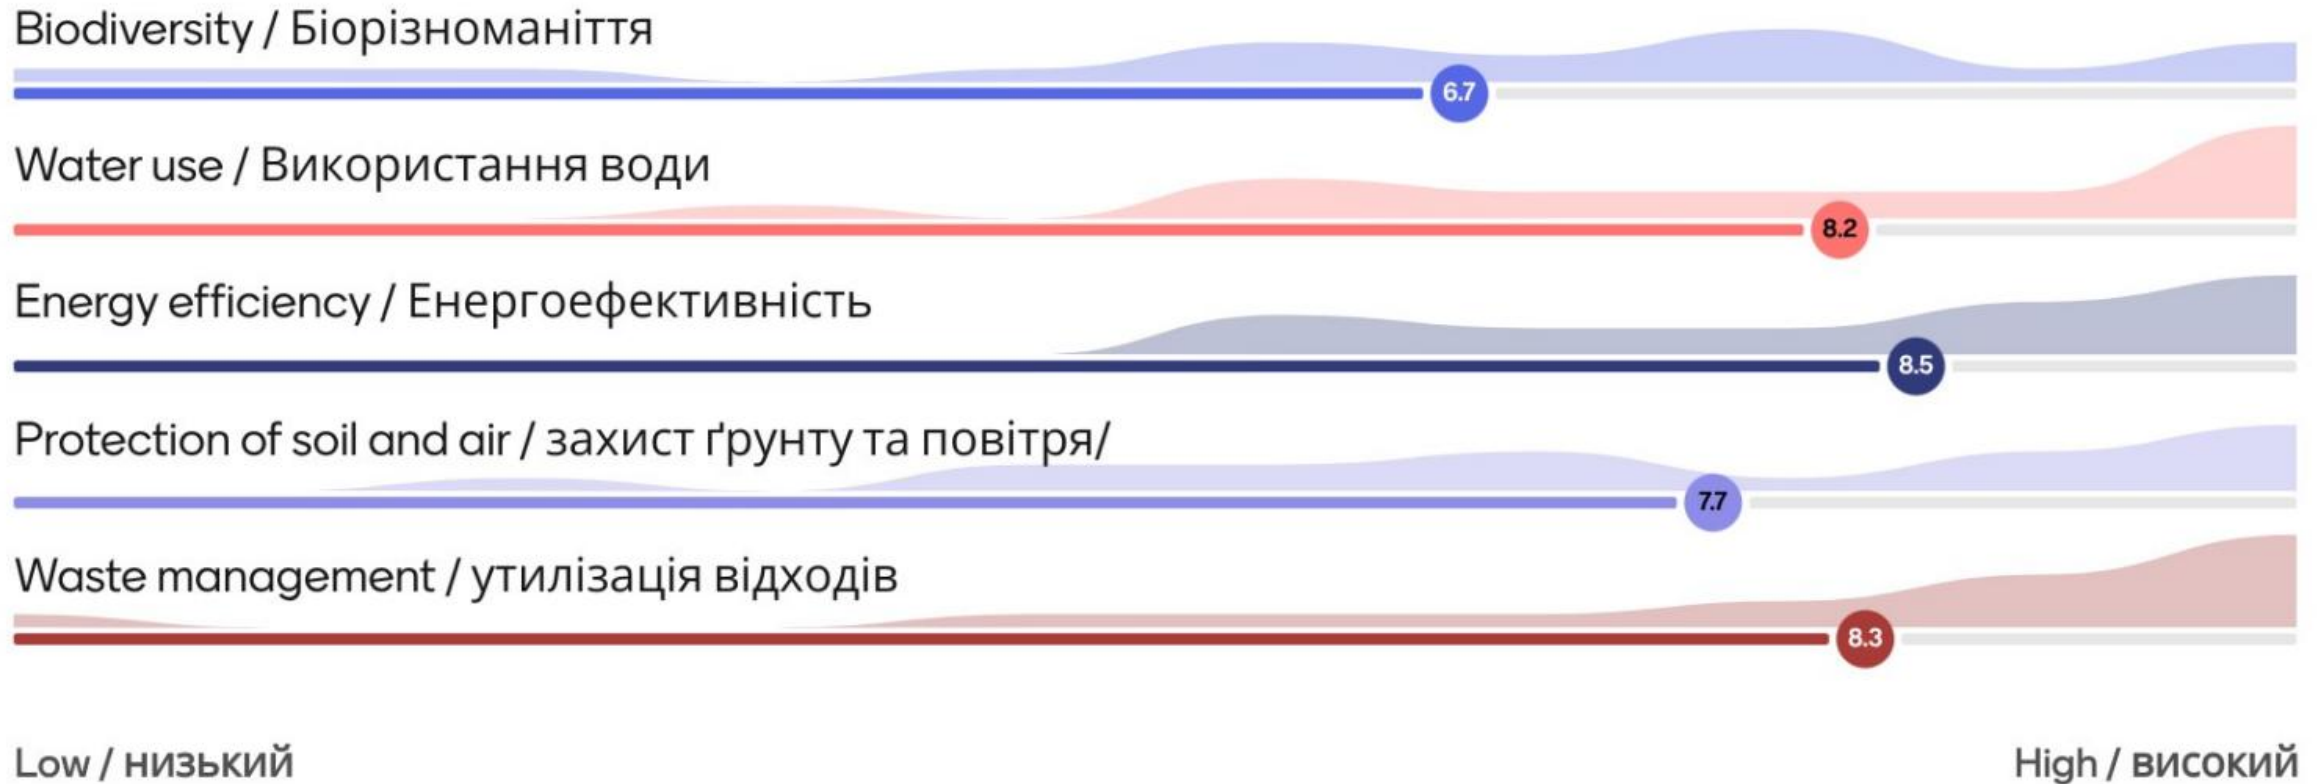 Biodiversity / Біорізноманіття
6.7
Water use / Використання води
8.2
Energy efficiency / Енергоефективність
8.5
Protection of soil and air / захист ґрунту та повітря/
7.7
Waste management / утилізація відходів
8.3
Low / низький
High / високий